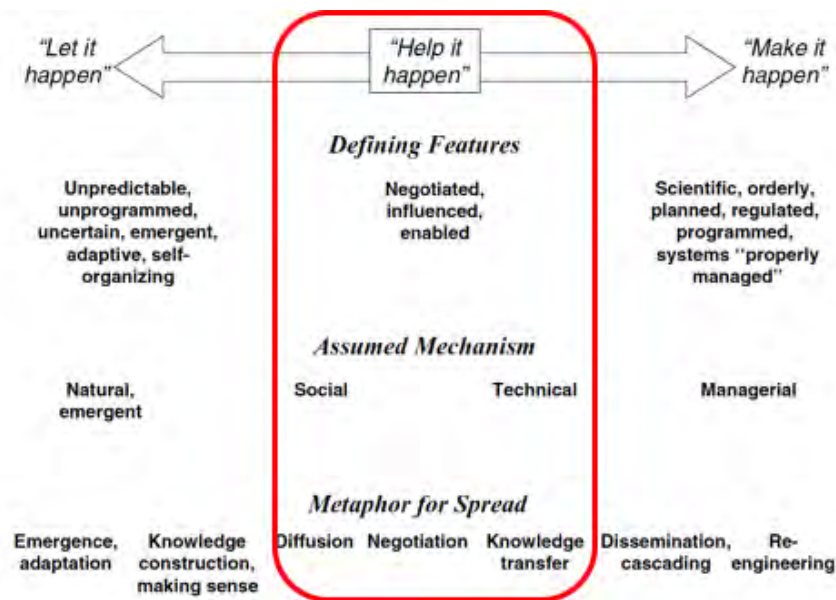 “Let it
happen”
“Help it
happen”
“Make it
happen”
Defining Features
Unpredictable,
unprogrammed,
uncertain, emergent,
adaptive, self-
organizing
Negotiated,
influenced,
enabled
Scientific, orderly,
planned, regulated,
programmed,
systems "properly
managed"
Assumed Mechanism
Natural,
emergent
Social
Technical
Managerial
Metaphor for Spread
Emergence,
adaptation
Knowledge
construction,
making sense
Diffusion
Negotiation
Knowledge
transfer
Dissemination,
cascading
Re-
engineering